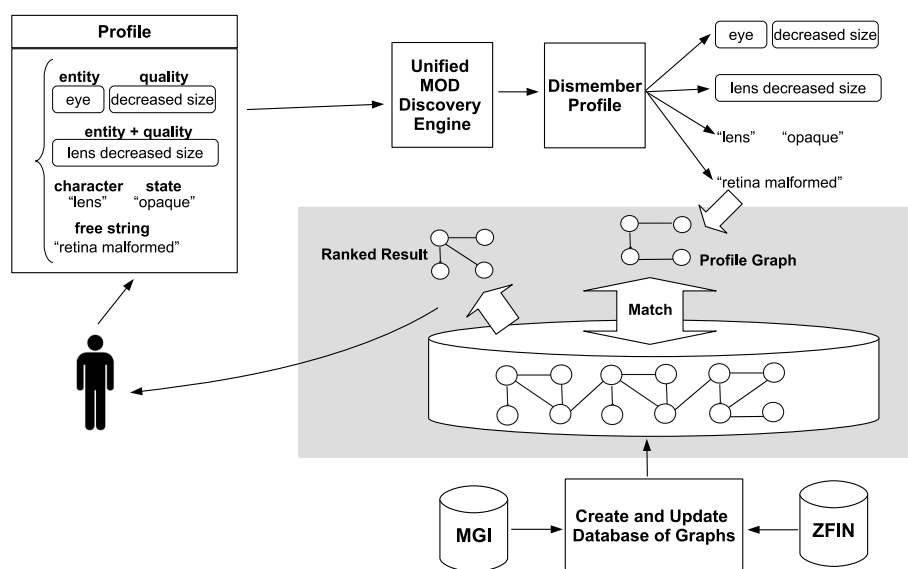 Profile
entity quality
eye decreased size
entity + quality
lens decreased size
character state
“lens” “opaque”
free string
“retina malformed”
Unified
MOD
Discovery
Engine
Dismember
Profile
eye decreased size
lens decreased size
“lens” “opaque”
“retina malformed”
Ranked Result
Profile Graph
Match
MGI
Create and Update
Database of Graphs
ZFIN